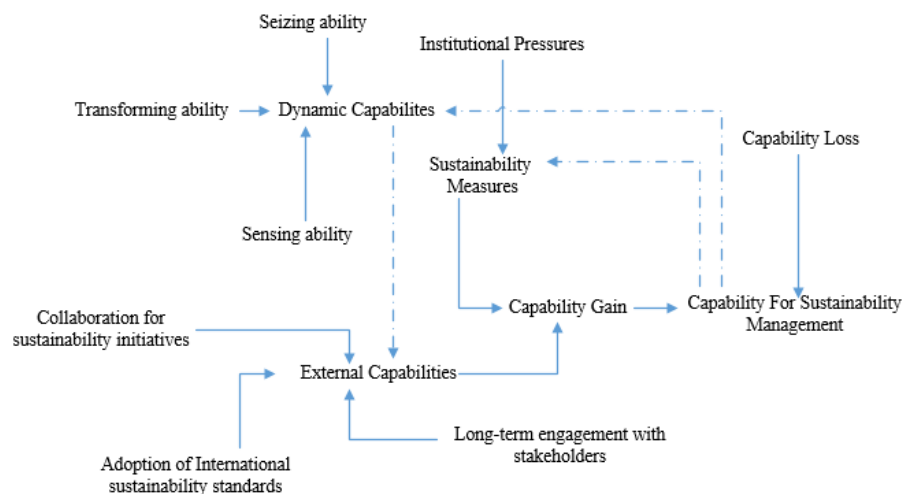 Seizing ability
Institutional Pressures
Transforming ability
Dynamic Capabilites
Capability Loss
Sustainability
Measures
Sensing ability
Capability Gain
Capability For Sustainability
Management
Collaboration for
sustainability initiatives
External Capabilities
Long-term engagement with
stakeholders
Adoption of International
sustainability standards